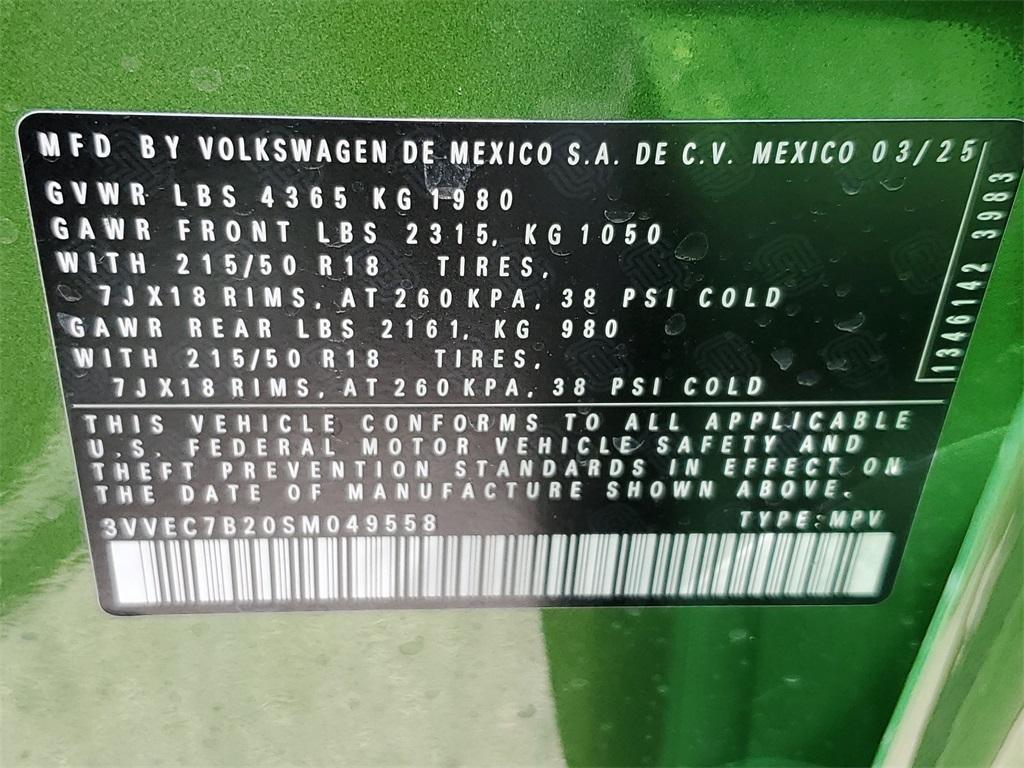 MFD BY VOLKSWAGEN DE MEXICO S.A. DE C.V. MEXICO 03/25
GVWR LBS 4365 KG 1980
GAWR FRONT LBS 2315, KG 1050
WITH 215/50 R18 TIRES,
7JX18 RIMS, AT 260 KPA, 38 PSI COLD
GAWR REAR LBS 2161, KG 980
WITH 215/50 R18 TIRES,
7JX18 RIMS, AT 260 KPA, 38 PSI COLD
THIS VEHICLE CONFORMS TO ALL APPLICABLE
U.S. FEDERAL MOTOR VEHICLE SAFETY AND
THEFT PREVENTION STANDARDS IN EFFECT ON
THE DATE OF MANUFACTURE SHOWN ABOVE.
3VVEC7B20SM049558 TYPE:MPV
1346142 3983